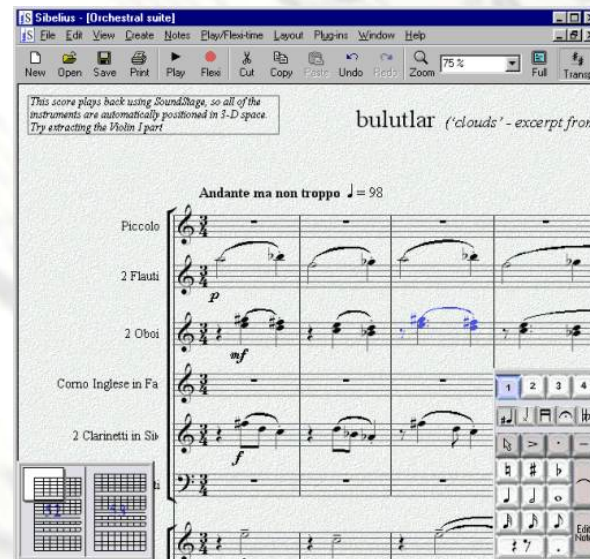 Sibelius - [Orchestral suite]
File Edit View Create Notes Play/Flexi-time Layout Plug-ins Window Help
75 %
New Open Save Print Play Flexi Cut Copy Paste Undo Redo Zoom Full
This score plays back using SoundStage, so all of the
instruments are automatically positioned in 3-D space.
Try extracting the Violin I part
bulutlar ('clouds' - excerpt from
Andante ma non troppo ♩ = 98
Piccolo
2 Flauti
p
2 Oboi
mf
Corno Inglese in Fa
1 2 3 4
2 Clarinetti in Sib
f